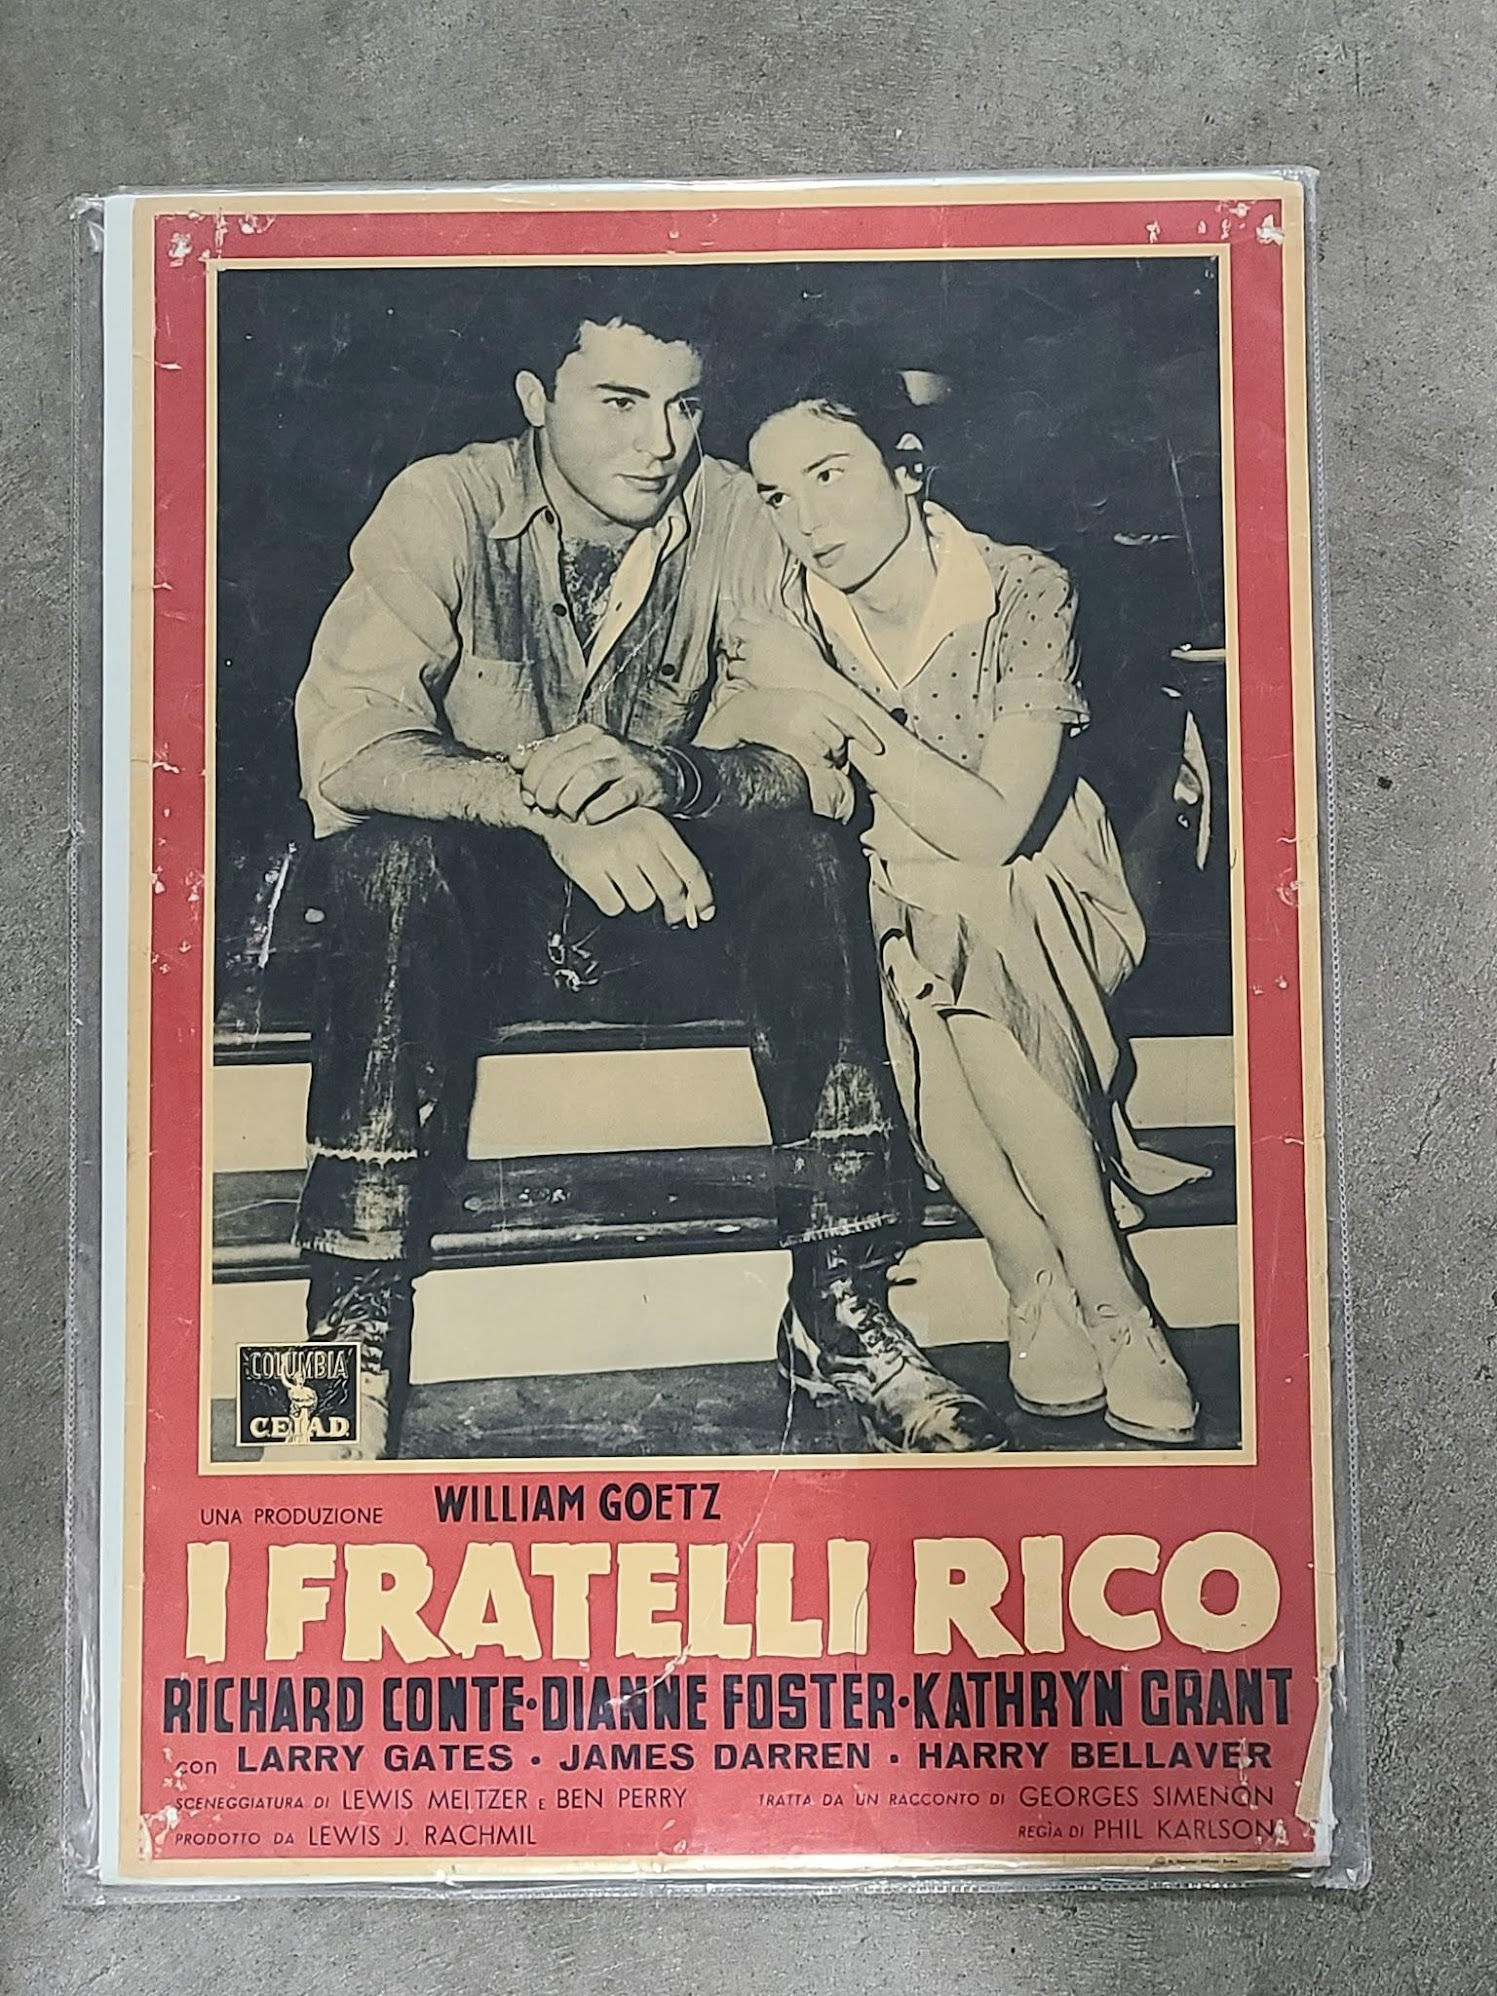 COLUMBIA
C.E.I.A.D.
UNA PRODUZIONE WILLIAM GOETZ
I FRATELLI RICO
RICHARD CONTE • DIANNE FOSTER • KATHRYN GRANT
con LARRY GATES • JAMES DARREN • HARRY BELLAVER
SCENEGGIATURA DI LEWIS MELTZER E BEN PERRY TRATTA DA UN RACCONTO DI GEORGES SIMENON
PRODOTTO DA LEWIS J. RACHMIL REGÌA DI PHIL KARLSON